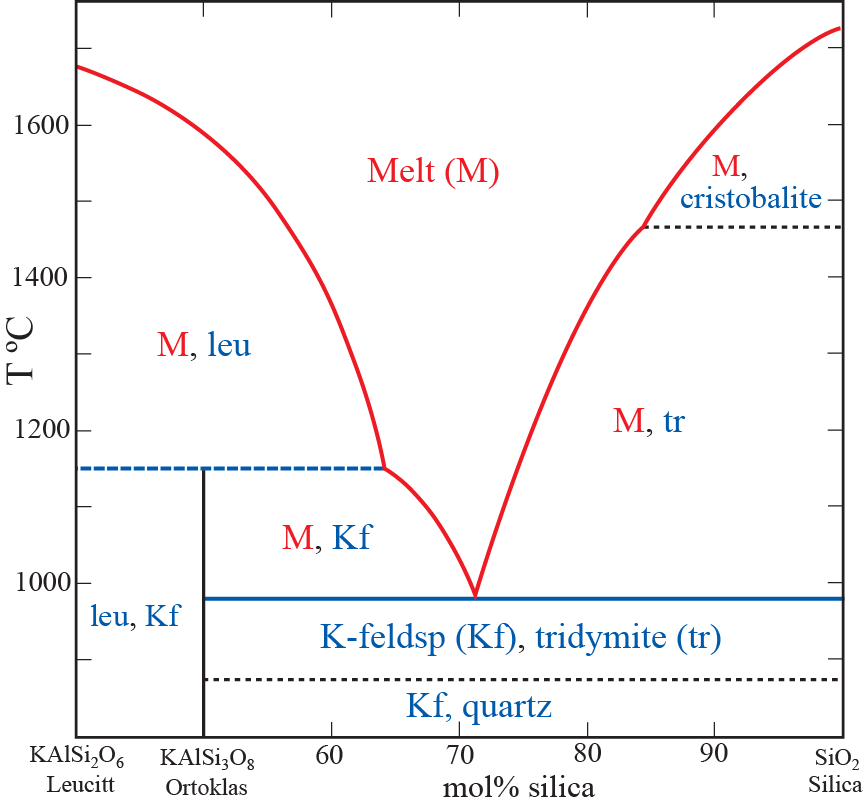 1600
Melt (M)
M,
cristobalite
1400
M, leu
T ºC
1200
M, tr
M, Kf
1000
leu, Kf
K-feldsp (Kf), tridymite (tr)
Kf, quartz
KAlSi₂O₆
Leucitt
KAlSi₃O₈
Ortoklas
60
70
80
90
SiO₂
Silica
mol% silica